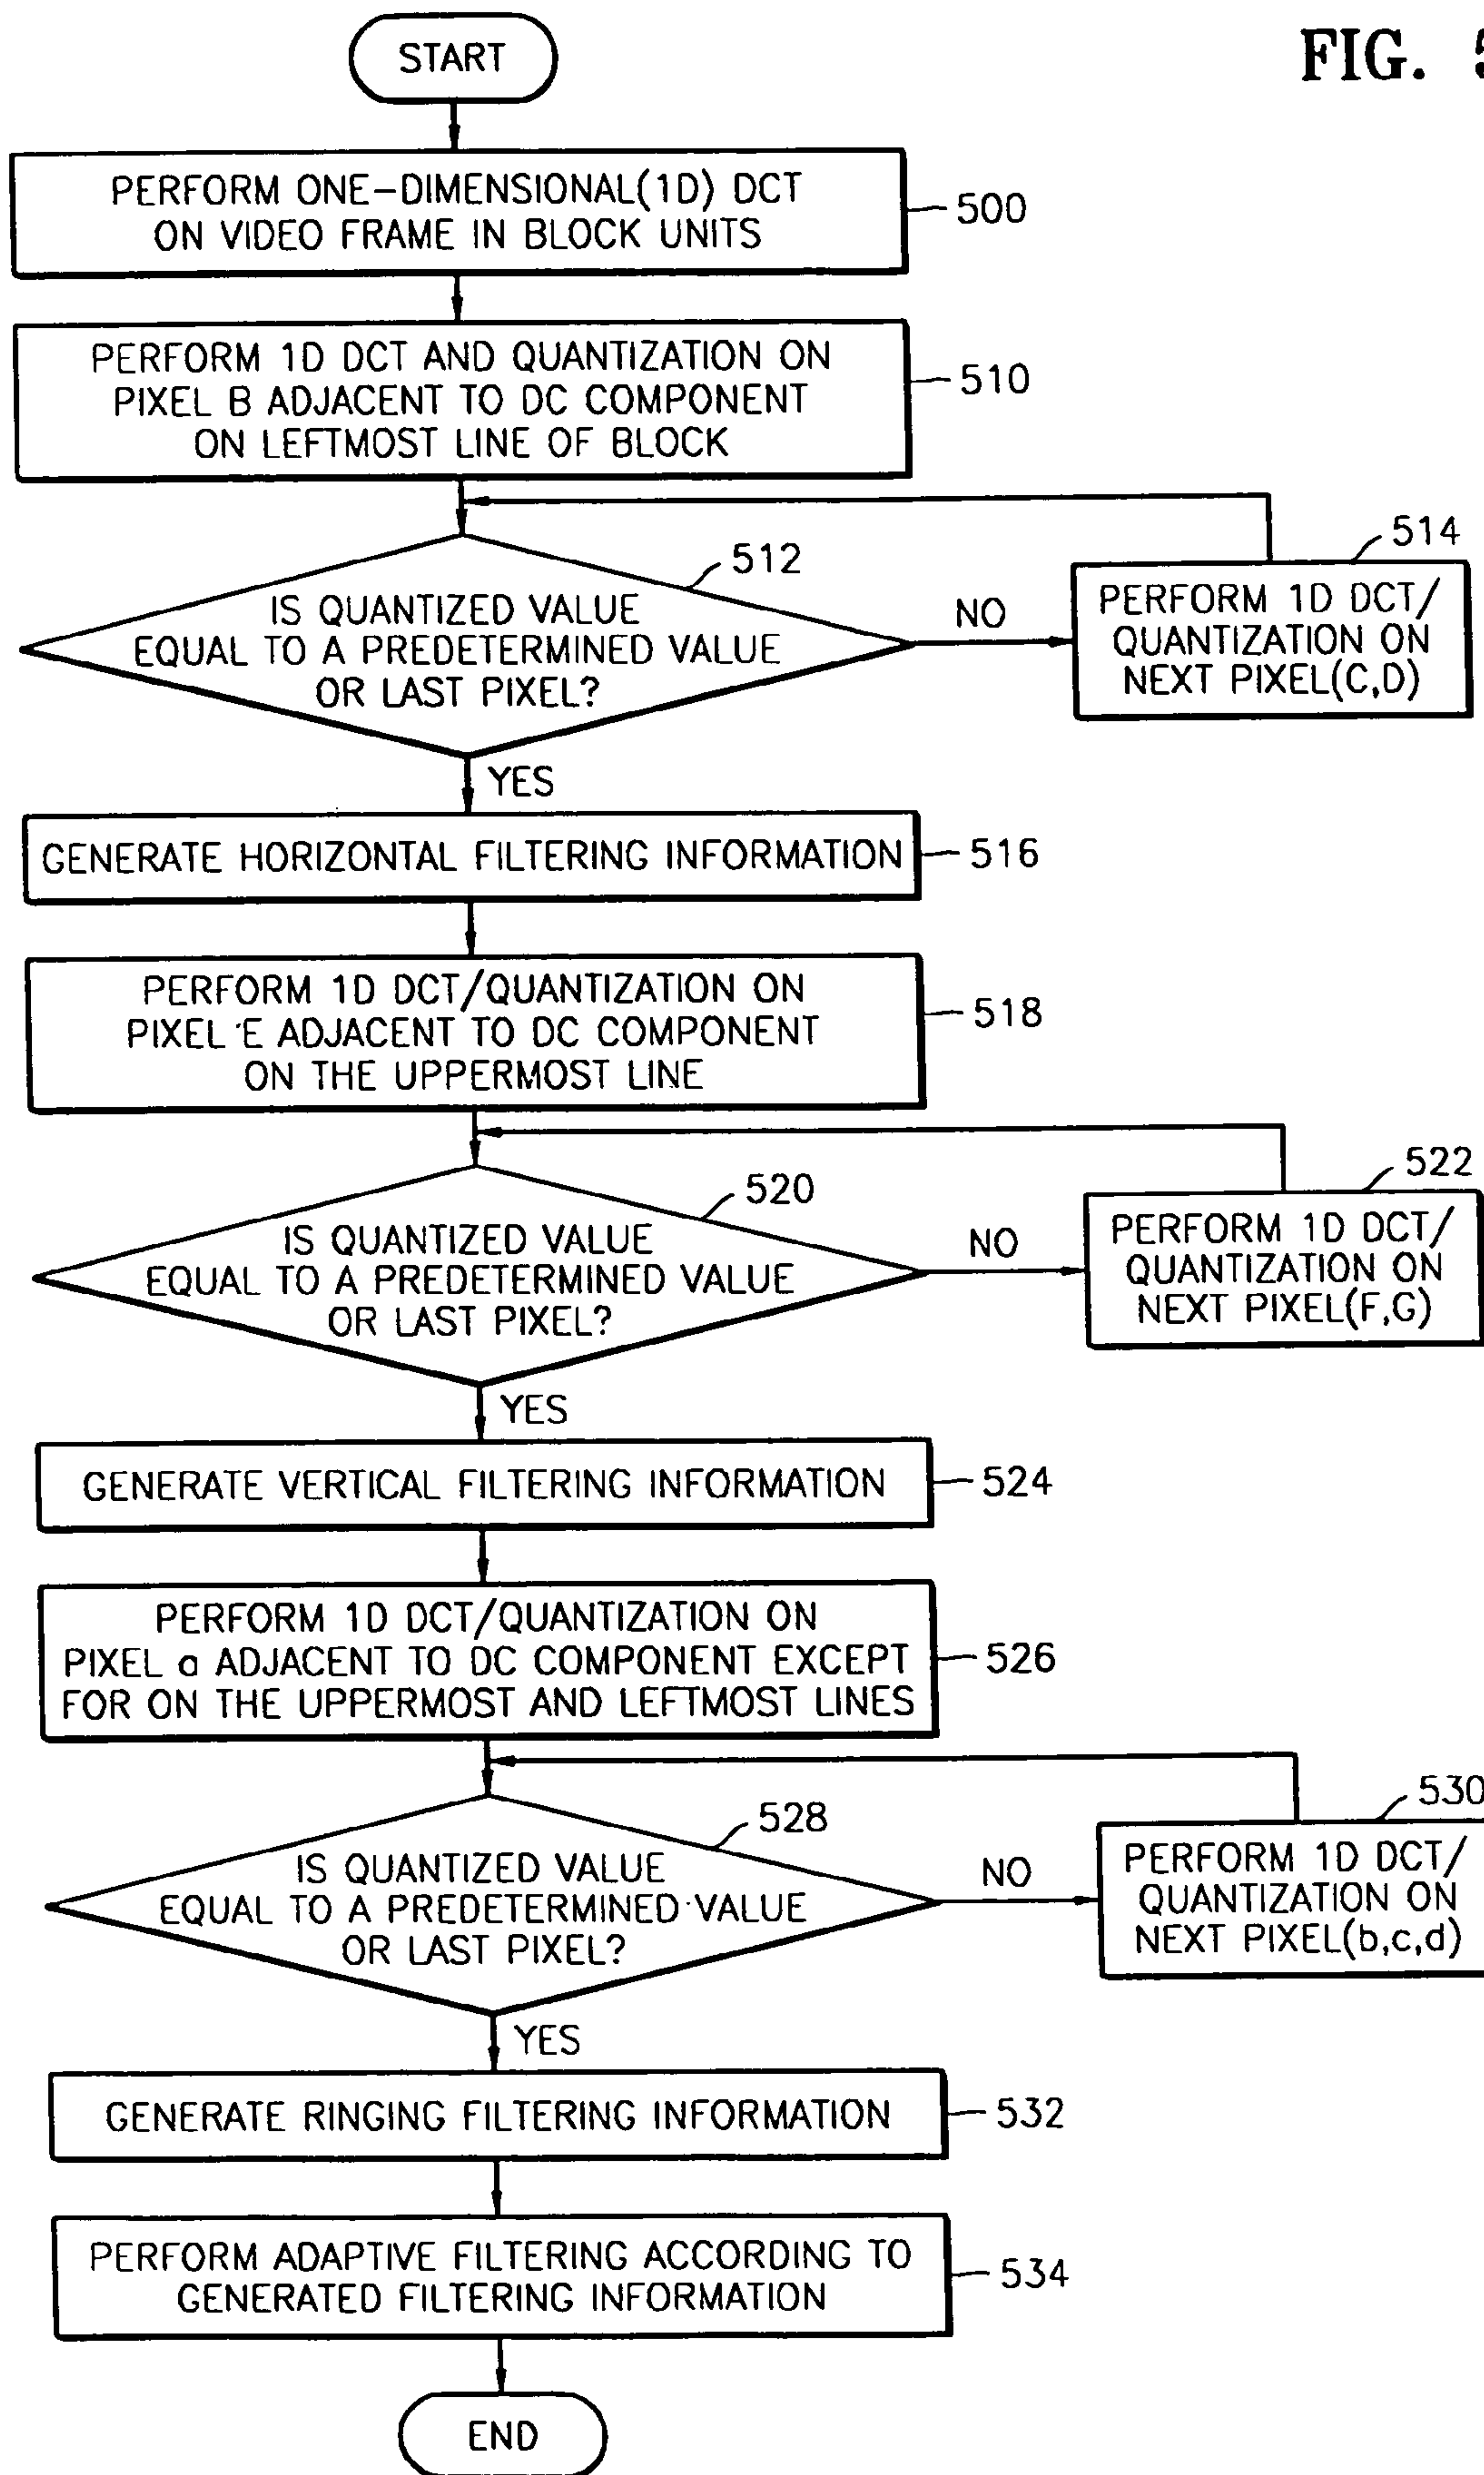 FIG. 5
START
PERFORM ONE-DIMENSIONAL(1D) DCT
ON VIDEO FRAME IN BLOCK UNITS
500
PERFORM 1D DCT AND QUANTIZATION ON
PIXEL B ADJACENT TO DC COMPONENT
ON LEFTMOST LINE OF BLOCK
510
512
IS QUANTIZED VALUE
EQUAL TO A PREDETERMINED VALUE
OR LAST PIXEL?
NO
514
PERFORM 1D DCT/
QUANTIZATION ON
NEXT PIXEL(C,D)
YES
GENERATE HORIZONTAL FILTERING INFORMATION
516
PERFORM 1D DCT/QUANTIZATION ON
PIXEL E ADJACENT TO DC COMPONENT
ON THE UPPERMOST LINE
518
520
IS QUANTIZED VALUE
EQUAL TO A PREDETERMINED VALUE
OR LAST PIXEL?
NO
522
PERFORM 1D DCT/
QUANTIZATION ON
NEXT PIXEL(F,G)
YES
GENERATE VERTICAL FILTERING INFORMATION
524
PERFORM 1D DCT/QUANTIZATION ON
PIXEL a ADJACENT TO DC COMPONENT EXCEPT
FOR ON THE UPPERMOST AND LEFTMOST LINES
526
528
IS QUANTIZED VALUE
EQUAL TO A PREDETERMINED VALUE
OR LAST PIXEL?
NO
530
PERFORM 1D DCT/
QUANTIZATION ON
NEXT PIXEL(b,c,d)
YES
GENERATE RINGING FILTERING INFORMATION
532
PERFORM ADAPTIVE FILTERING ACCORDING TO
GENERATED FILTERING INFORMATION
534
END